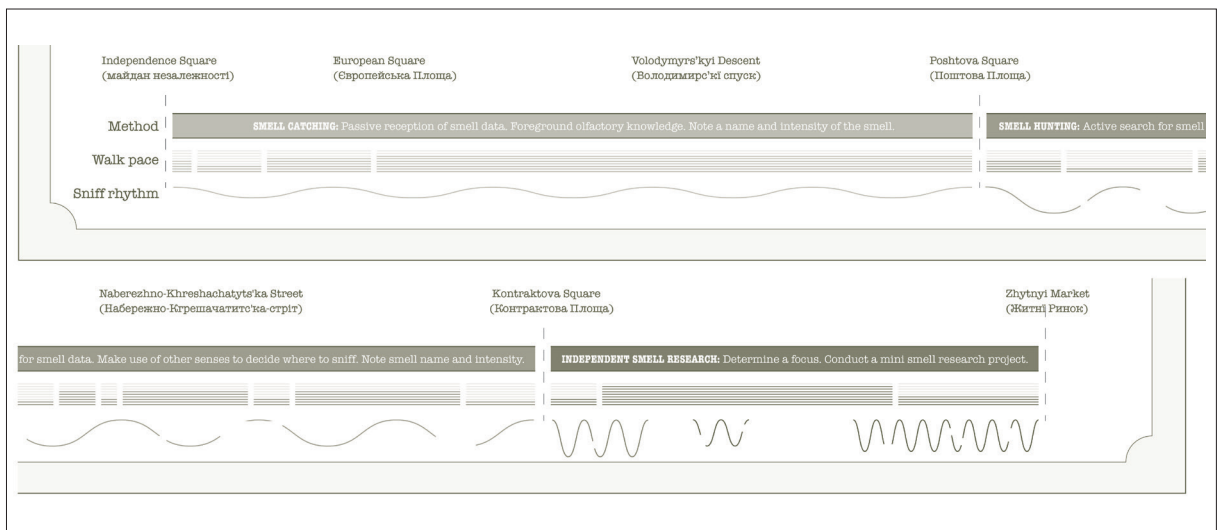 Independence Square
(майдан незалежності)
European Square
(Європейська Площа)
Volodymyrs'kyi Descent
(Володимирс'кї спуск)
Poshtova Square
(Поштова Площа)
Method
SMELL CATCHING: Passive reception of smell data. Foreground olfactory knowledge. Note a name and intensity of the smell.
SMELL HUNTING: Active search for smell
Walk pace
Sniff rhythm
Naberezhno-Khreshachatyts'ka Street
(Набережно-Кгрешачатитс'ка-стріт)
Kontraktova Square
(Контрактова Площа)
Zhytnyi Market
(Житні Ринок)
for smell data. Make use of other senses to decide where to sniff. Note smell name and intensity.
INDEPENDENT SMELL RESEARCH: Determine a focus. Conduct a mini smell research project.